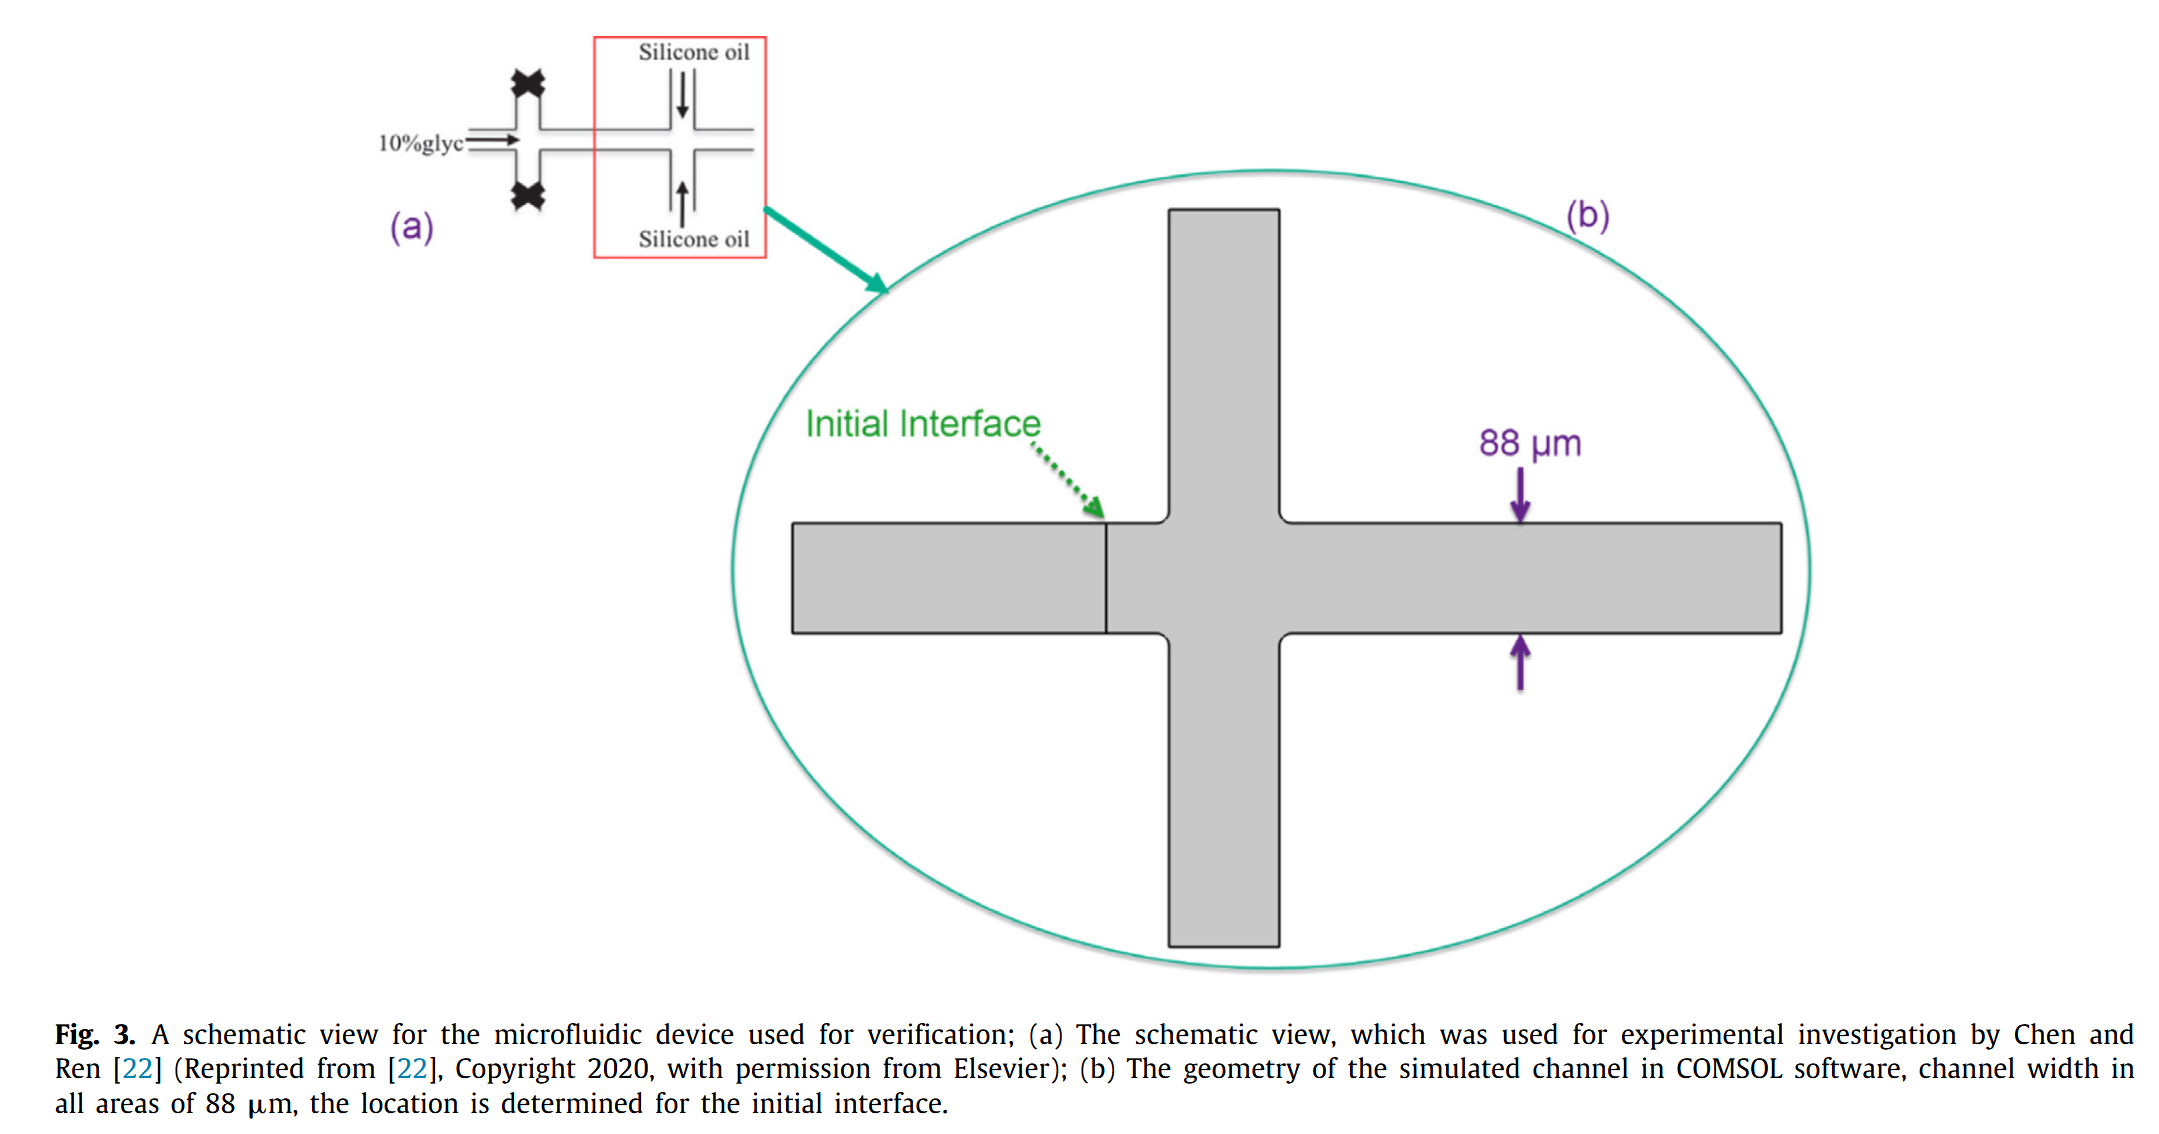 Silicone oil
10%glyc
(a)
Silicone oil
(b)
Initial Interface
88 μm
Fig. 3. A schematic view for the microfluidic device used for verification; (a) The schematic view, which was used for experimental investigation by Chen and
Ren [22] (Reprinted from [22], Copyright 2020, with permission from Elsevier); (b) The geometry of the simulated channel in COMSOL software, channel width in
all areas of 88 μm, the location is determined for the initial interface.